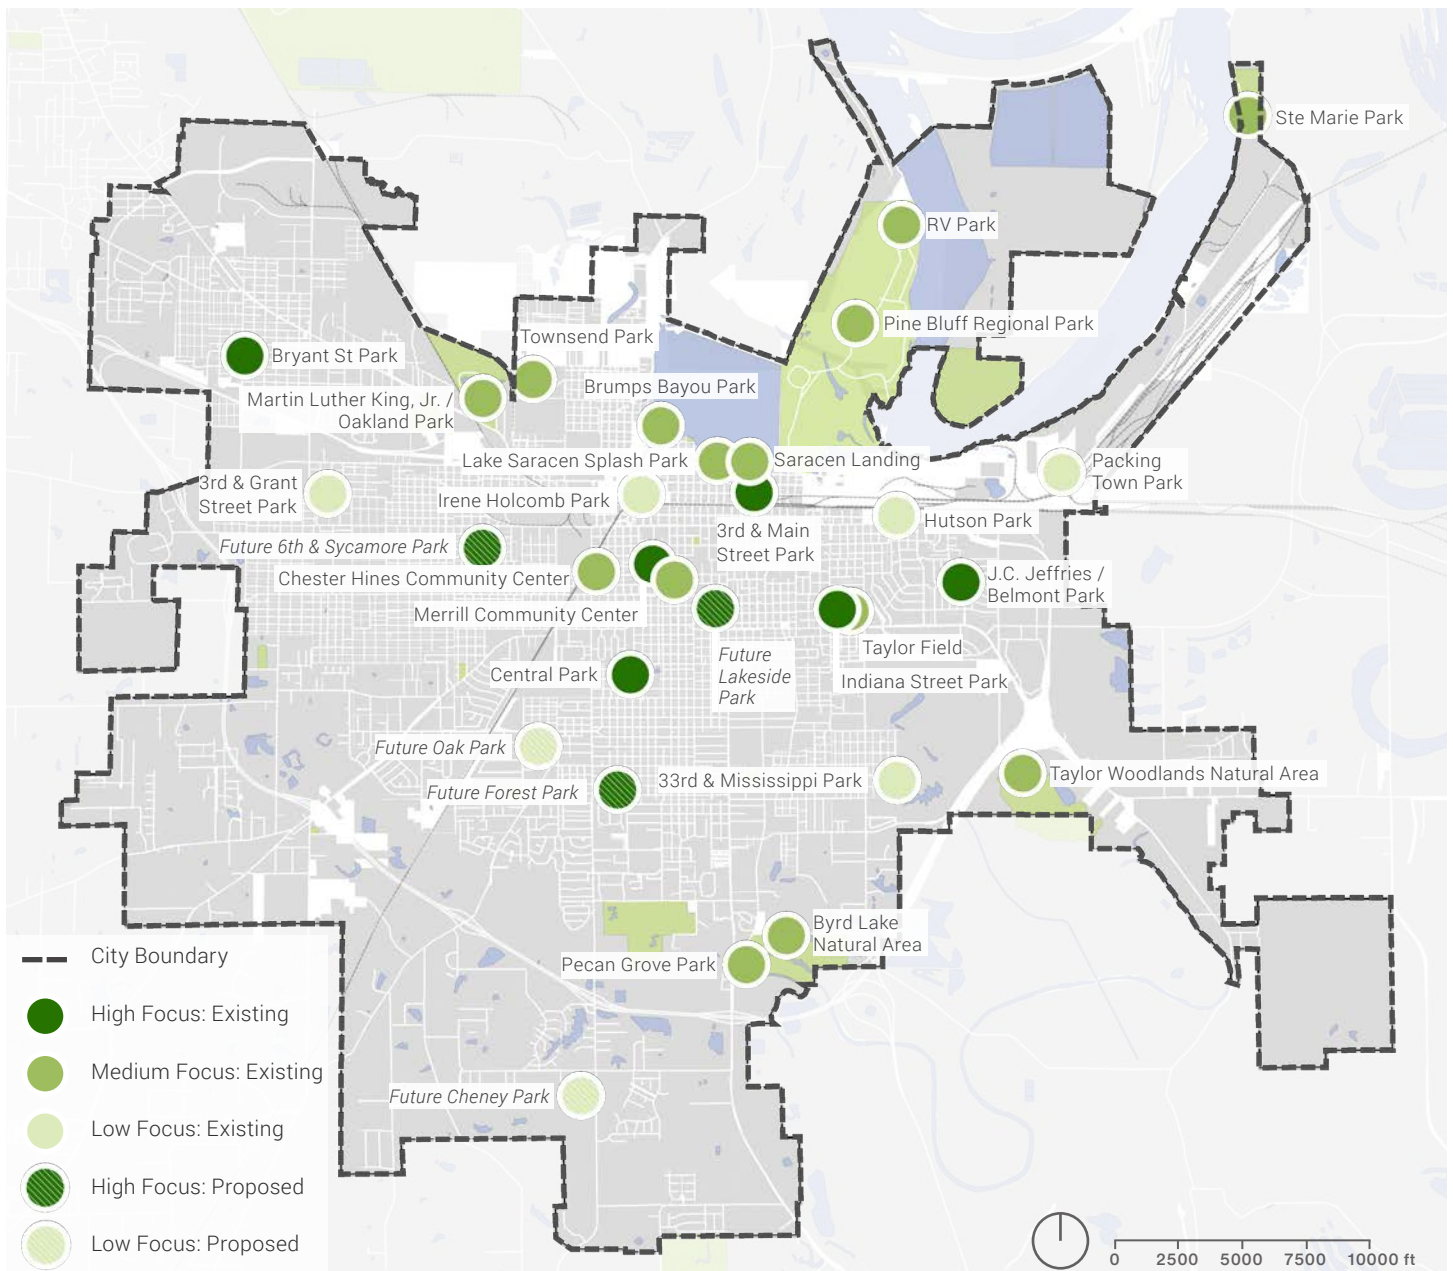 Ste Marie Park
RV Park
Pine Bluff Regional Park
Townsend Park
Bryant St Park
Brumps Bayou Park
Martin Luther King, Jr. /
Oakland Park
Lake Saracen Splash Park
Saracen Landing
Packing
Town Park
3rd & Grant
Street Park
Irene Holcomb Park
Hutson Park
3rd & Main
Street Park
Future 6th & Sycamore Park
Chester Hines Community Center
J.C. Jeffries /
Belmont Park
Merrill Community Center
Taylor Field
Future
Lakeside
Park
Central Park
Indiana Street Park
Future Oak Park
33rd & Mississippi Park
Taylor Woodlands Natural Area
Future Forest Park
Byrd Lake
Natural Area
Pecan Grove Park
Future Cheney Park
City Boundary
High Focus: Existing
Medium Focus: Existing
Low Focus: Existing
High Focus: Proposed
Low Focus: Proposed
0 2500 5000 7500 10000 ft